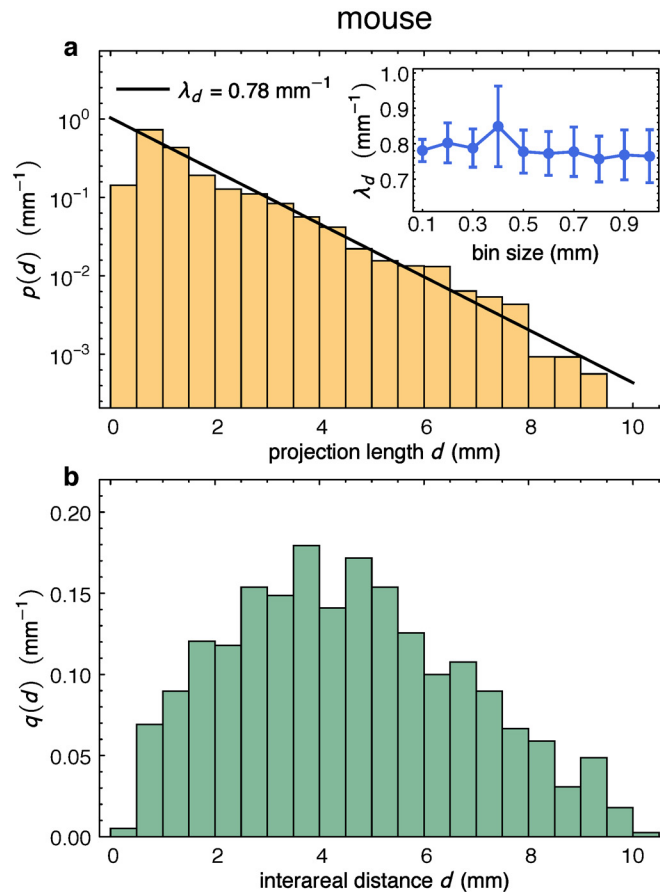 mouse
a
λd = 0.78 mm⁻¹
p(d) (mm⁻¹)
10⁰
10⁻¹
10⁻²
10⁻³
0 2 4 6 8 10
projection length d (mm)
λd (mm⁻¹)
1.0
0.9
0.8
0.7
0.1 0.3 0.5 0.7 0.9
bin size (mm)
b
q(d) (mm⁻¹)
0.20
0.15
0.10
0.05
0.00
0 2 4 6 8 10
interareal distance d (mm)